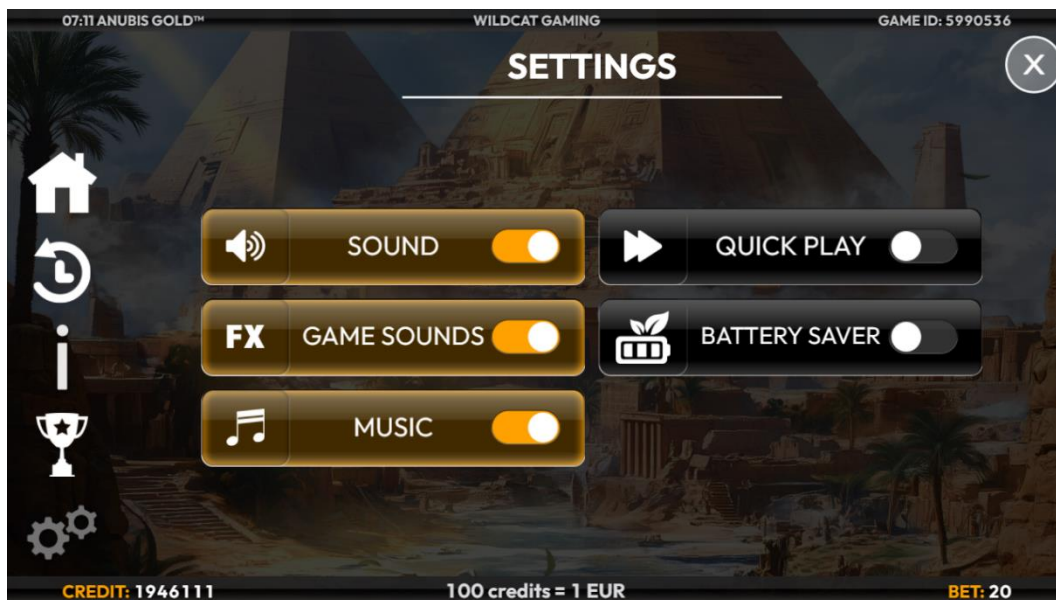 07:11 ANUBIS GOLD™ WILDCAT GAMING GAME ID: 5990536
SETTINGS
X
SOUND QUICK PLAY
FX GAME SOUNDS BATTERY SAVER
MUSIC
CREDIT: 1946111 100 credits = 1 EUR BET: 20